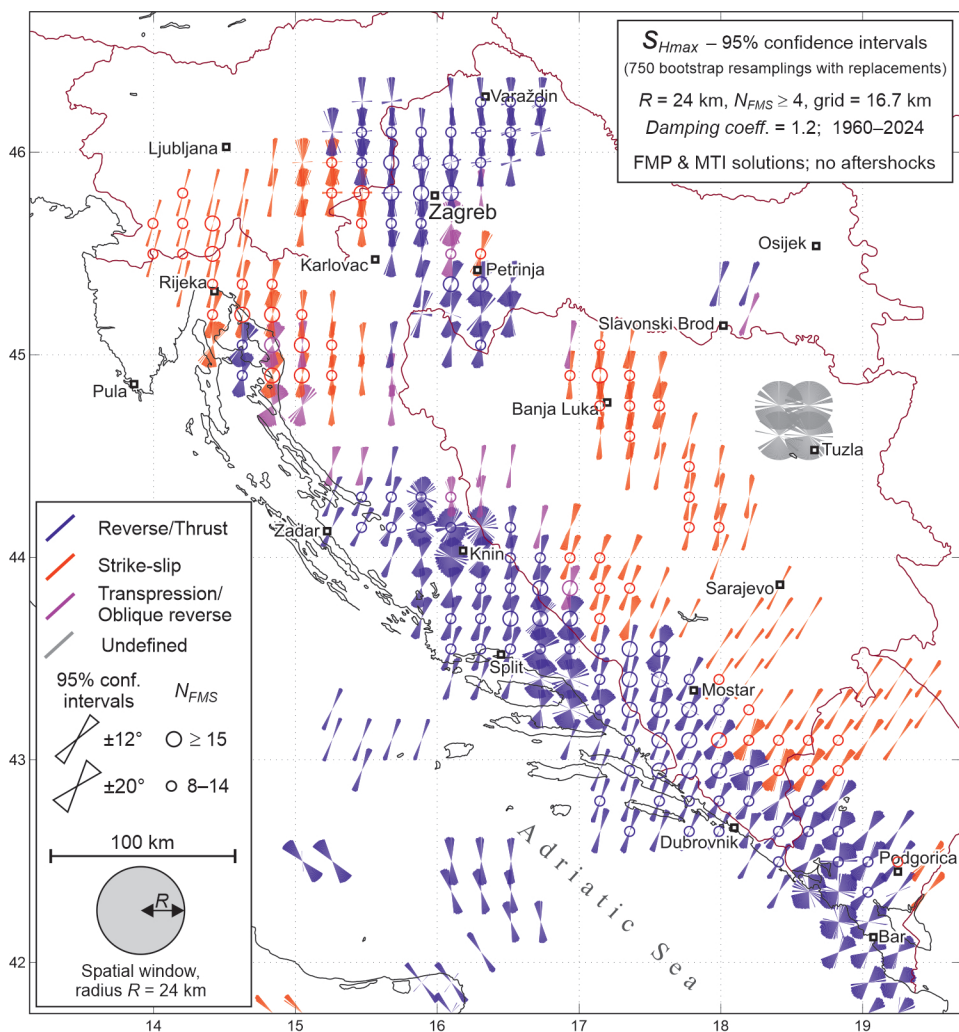 S_Hmax – 95% confidence intervals
(750 bootstrap resamplings with replacements)
R = 24 km, N_FMS ≥ 4, grid = 16.7 km
Damping coeff. = 1.2; 1960–2024
FMP & MTI solutions; no aftershocks
Varaždin
Ljubljana
46
Zagreb
Osijek
Karlovac
Petrinja
Rijeka
Slavonski Brod
45
Pula
Banja Luka
Tuzla
Zadar
44
Knin
Sarajevo
Split
Mostar
43
Dubrovnik
Podgorica
Bar
42
Adriatic Sea
Reverse/Thrust
Strike-slip
Transpression/
Oblique reverse
Undefined
95% conf.
intervals
N_FMS
±12°
≥ 15
±20°
8–14
100 km
R
Spatial window,
radius R = 24 km
14 15 16 17 18 19